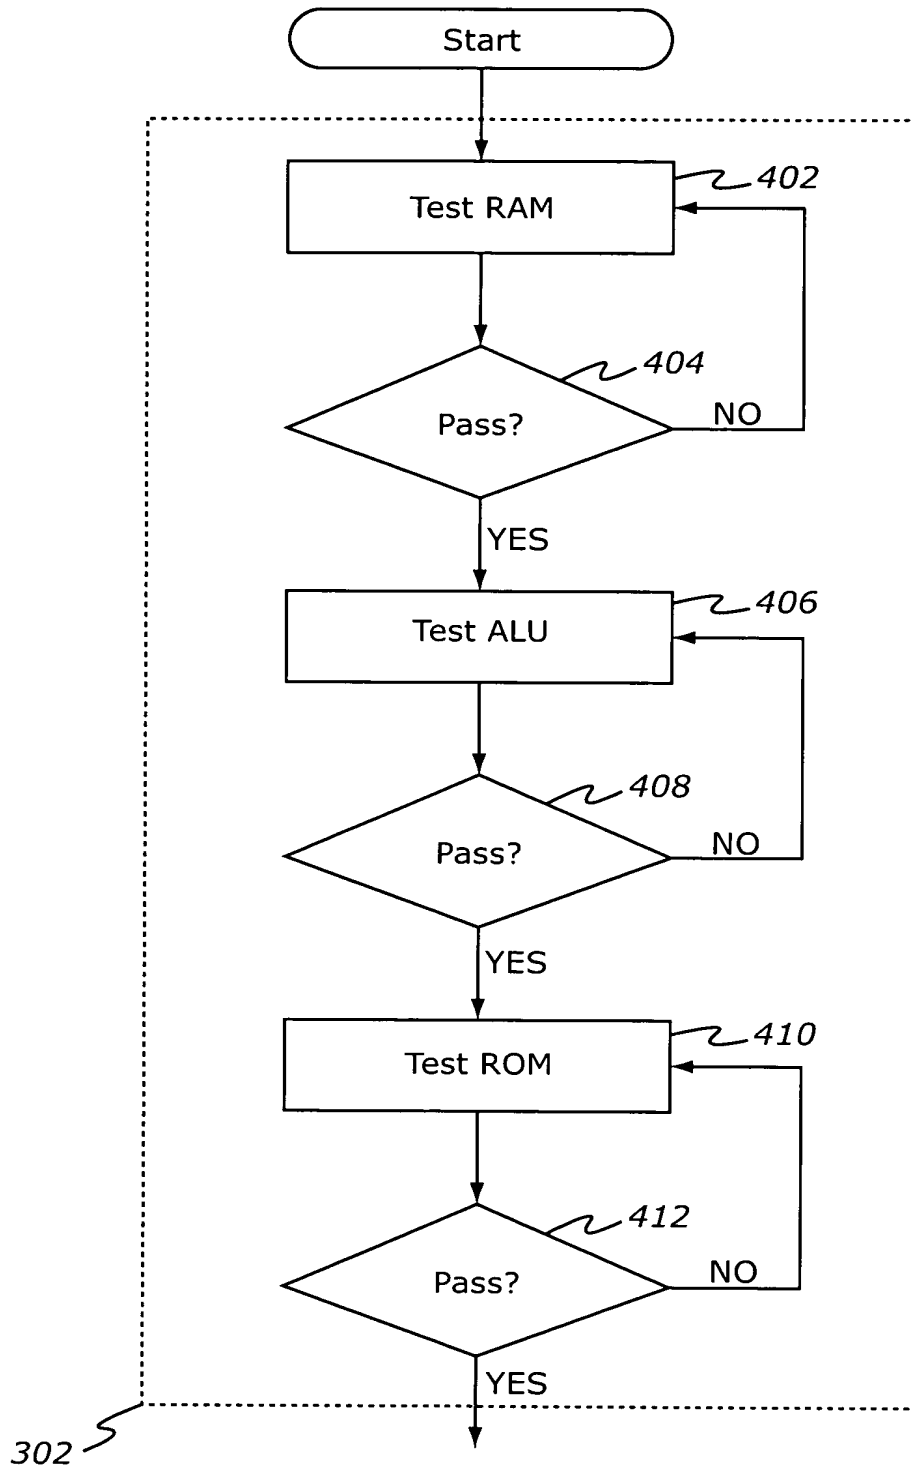 Start
402
Test RAM
404
Pass?
NO
YES
406
Test ALU
408
Pass?
NO
YES
410
Test ROM
412
Pass?
NO
YES
302